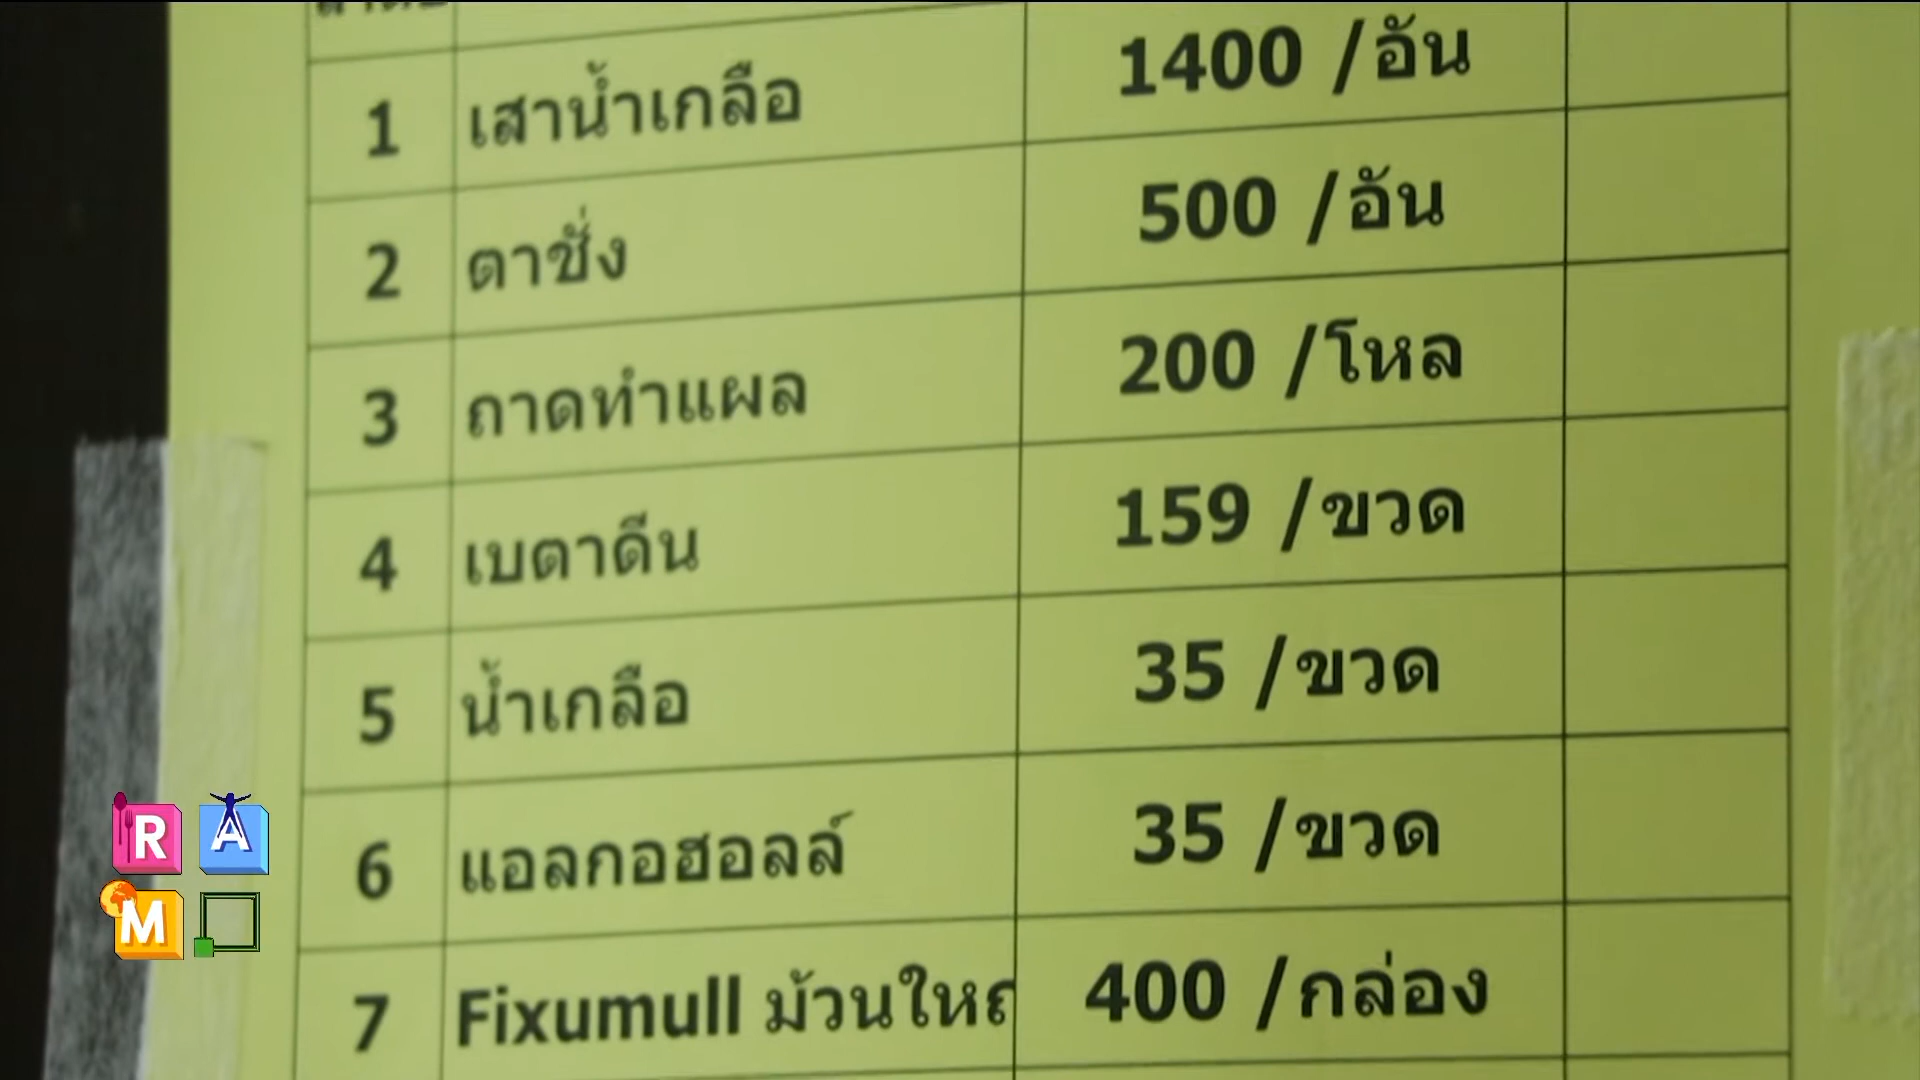 1 เสาน้ำเกลือ 1400 /อัน
2 ตาชั่ง 500 /อัน
3 ถาดทำแผล 200 /โหล
4 เบตาดีน 159 /ขวด
5 น้ำเกลือ 35 /ขวด
6 แอลกอฮอลล์ 35 /ขวด
7 Fixumull ม้วนใหญ 400 /กล่อง
R A
M